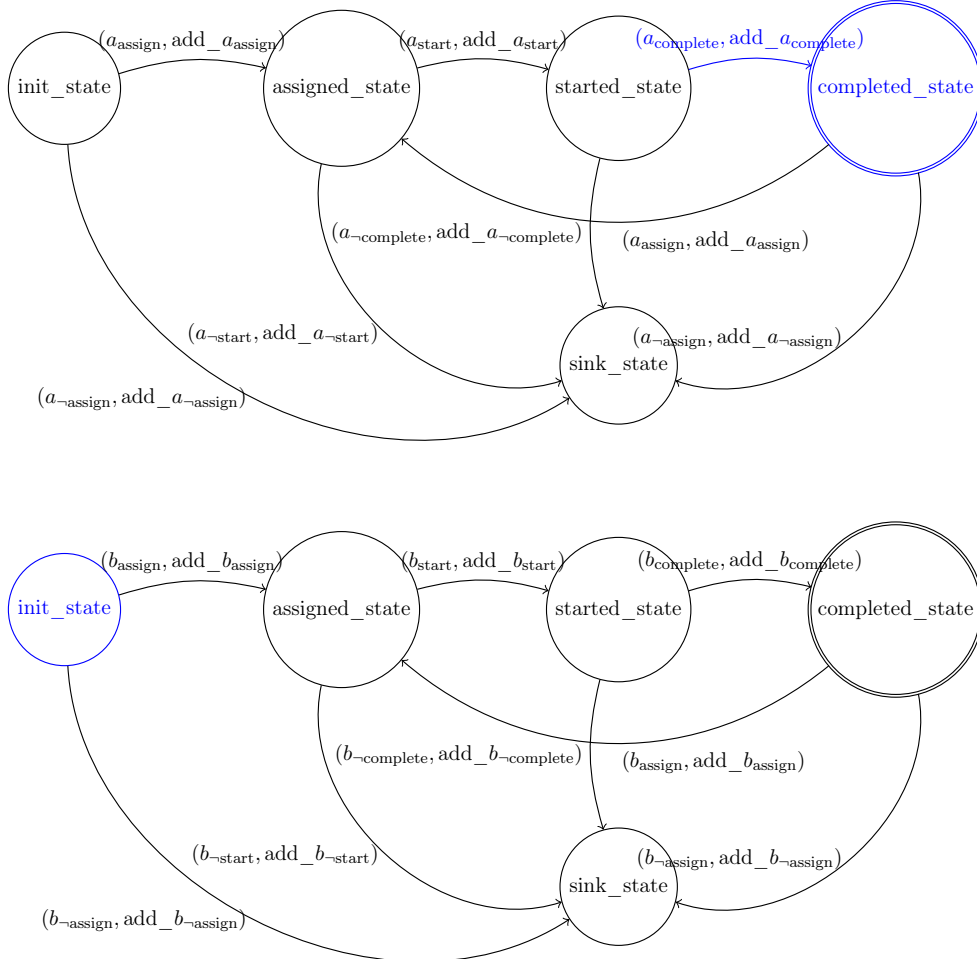 (a_assign, add_a_assign)
(a_start, add_a_start)
(a_complete, add_a_complete)
init_state
assigned_state
started_state
completed_state
(a_¬complete, add_a_¬complete)
(a_assign, add_a_assign)
(a_¬start, add_a_¬start)
(a_¬assign, add_a_¬assign)
sink_state
(a_¬assign, add_a_¬assign)
(b_assign, add_b_assign)
(b_start, add_b_start)
(b_complete, add_b_complete)
init_state
assigned_state
started_state
completed_state
(b_¬complete, add_b_¬complete)
(b_assign, add_b_assign)
(b_¬start, add_b_¬start)
(b_¬assign, add_b_¬assign)
sink_state
(b_¬assign, add_b_¬assign)